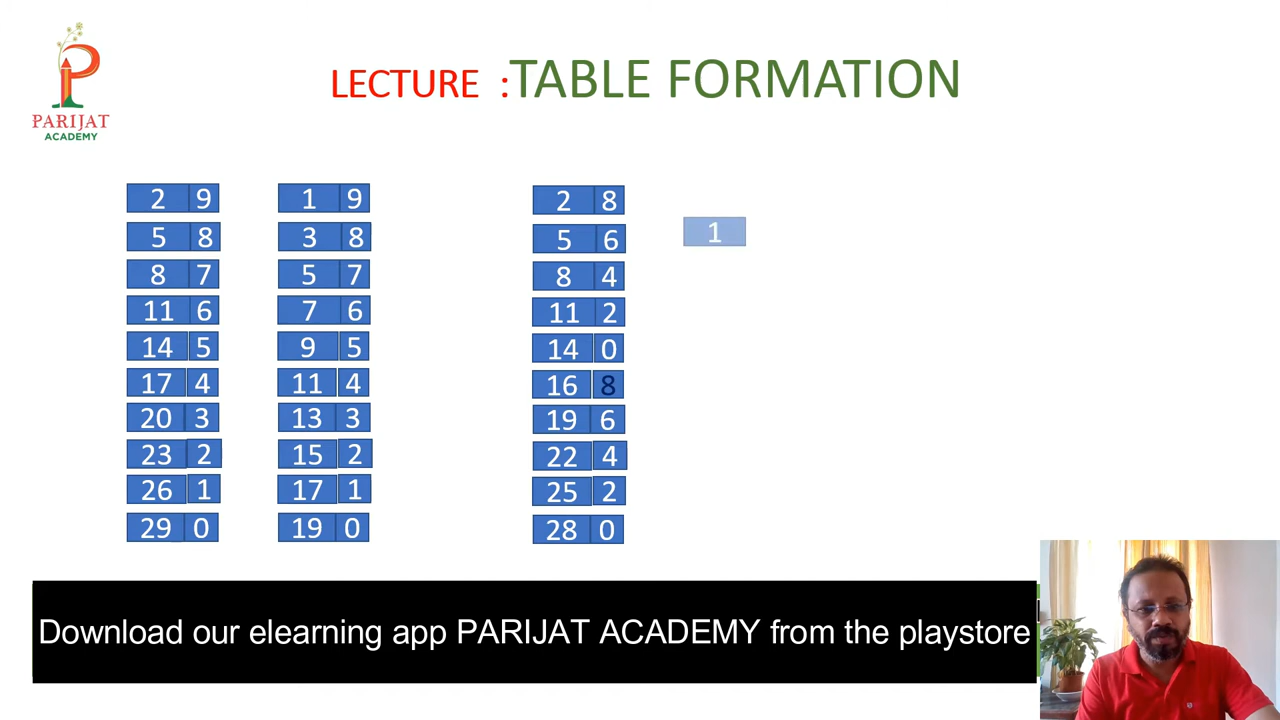 PARIJAT
ACADEMY
LECTURE :TABLE FORMATION
2 9 1 9 2 8
1
5 8 3 8 5 6
8 7 5 7 8 4
11 6 7 6 11 2
14 5 9 5 14 0
17 4 11 4 16 8
20 3 13 3 19 6
23 2 15 2 22 4
26 1 17 1 25 2
29 0 19 0 28 0
Download our elearning app PARIJAT ACADEMY from the playstore